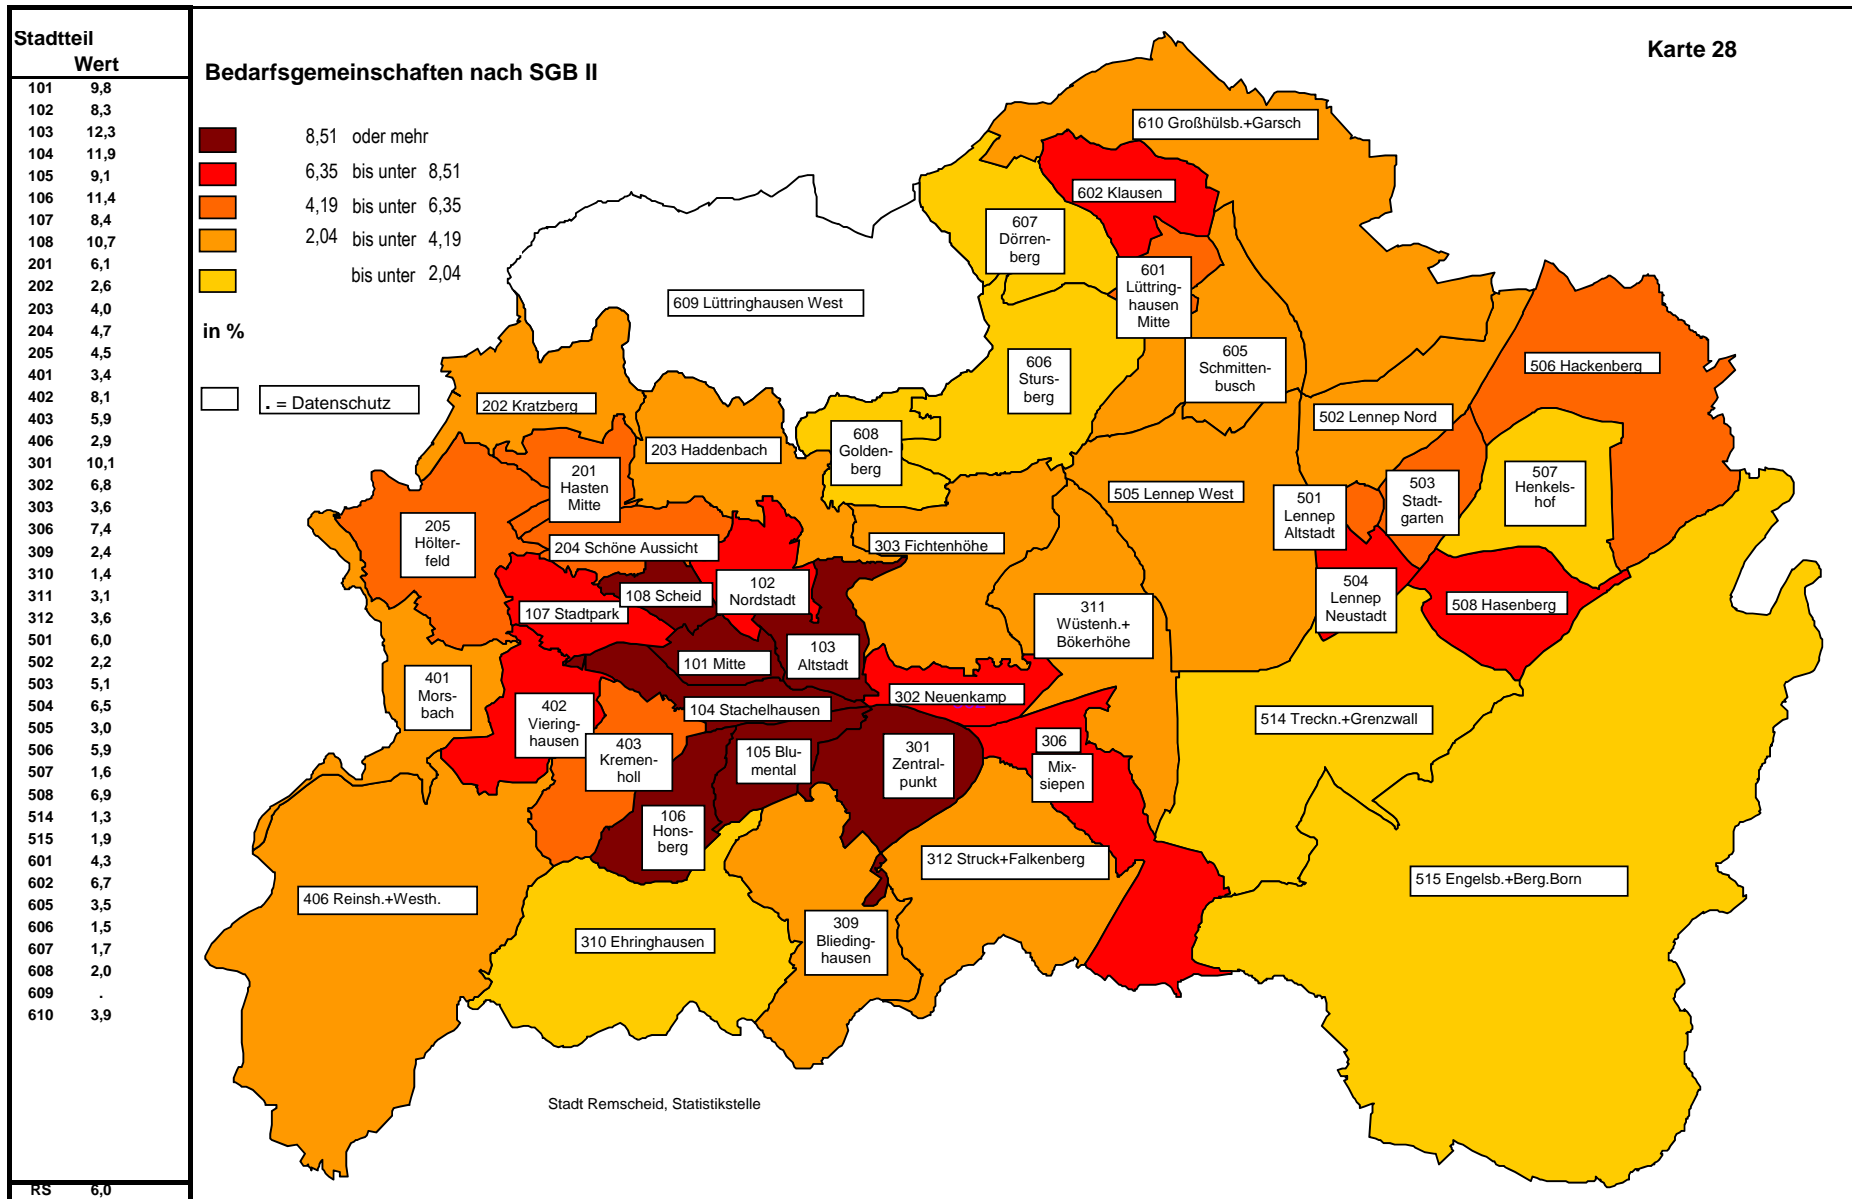 Stadtteil
Wert
101 9,8
102 8,3
103 12,3
104 11,9
105 9,1
106 11,4
107 8,4
108 10,7
201 6,1
202 2,6
203 4,0
204 4,7
205 4,5
401 3,4
402 8,1
403 5,9
406 2,9
301 10,1
302 6,8
303 3,6
306 7,4
309 2,4
310 1,4
311 3,1
312 3,6
501 6,0
502 2,2
503 5,1
504 6,5
505 3,0
506 5,9
507 1,6
508 6,9
514 1,3
515 1,9
601 4,3
602 6,7
605 3,5
606 1,5
607 1,7
608 2,0
609 .
610 3,9
RS 6,0
Bedarfsgemeinschaften nach SGB II
Karte 28
8,51 oder mehr
6,35 bis unter 8,51
4,19 bis unter 6,35
2,04 bis unter 4,19
bis unter 2,04
in %
. = Datenschutz
610 Großhülsb.+Garsch
602 Klausen
607
Dörren-
berg
601
Lüttring-
hausen
Mitte
609 Lüttringhausen West
606
Sturs-
berg
605
Schmitten-
busch
506 Hackenberg
202 Kratzberg
502 Lennep Nord
203 Haddenbach
608
Golden-
berg
201
Hasten
Mitte
505 Lennep West
501
Lennep
Altstadt
503
Stadt-
garten
507
Henkels-
hof
205
Hölter-
feld
204 Schöne Aussicht
303 Fichtenhöhe
108 Scheid
102
Nordstadt
107 Stadtpark
504
Lennep
Neustadt
508 Hasenberg
311
Wüstenh.+
Bökerhöhe
103
Altstadt
101 Mitte
401
Mors-
bach
302 Neuenkamp
402
Viering-
hausen
104 Stachelhausen
514 Treckn.+Grenzwall
403
Kremen-
holl
105 Blu-
mental
301
Zentral-
punkt
306
Mix-
siepen
106
Hons-
berg
312 Struck+Falkenberg
515 Engelsb.+Berg.Born
406 Reinsh.+Westh.
310 Ehringhausen
309
Blieding-
hausen
Stadt Remscheid, Statistikstelle